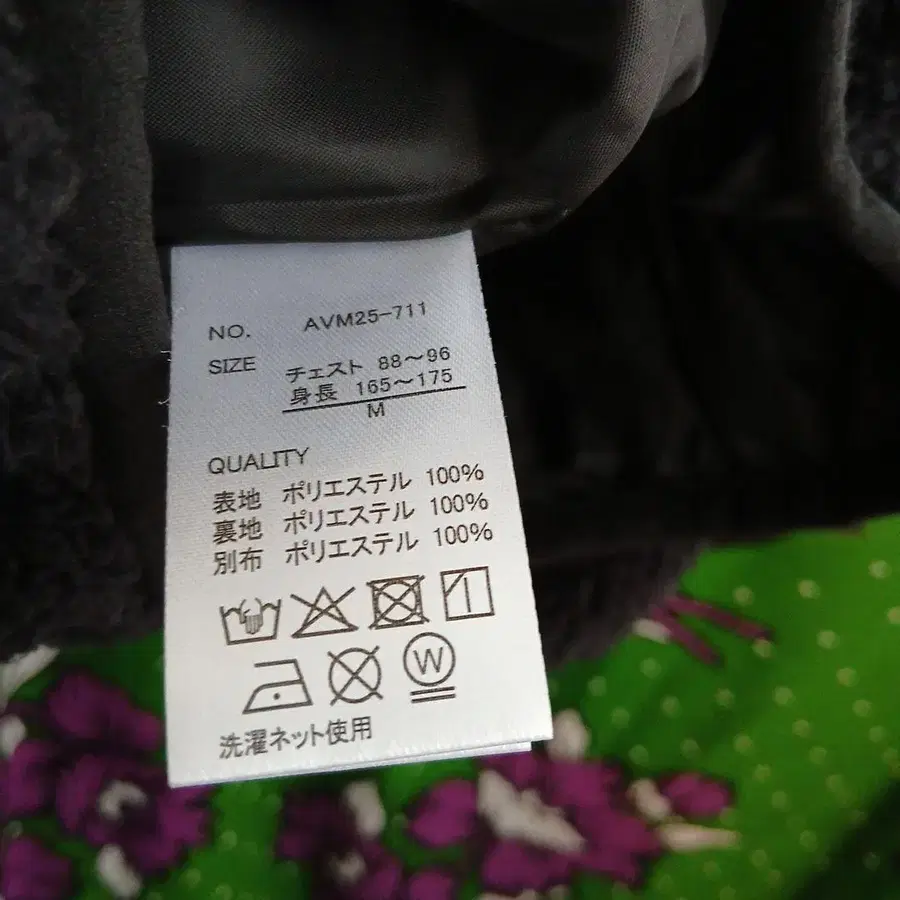 NO. AVM25-711
SIZE チェスト 88～96
身長 165～175
M
QUALITY
表地 ポリエステル 100%
裏地 ポリエステル 100%
別布 ポリエステル 100%
W
洗濯ネット使用